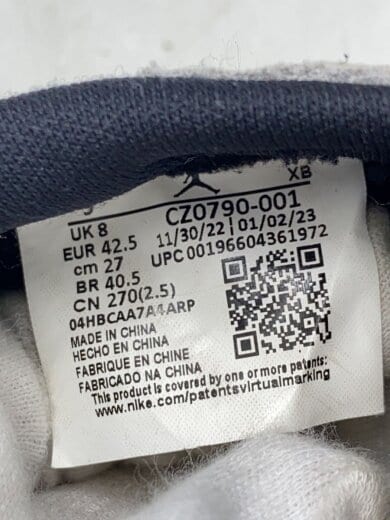 XB
UK 8
CZ0790-001
EUR 42.5
11/30/22 | 01/02/23
cm 27
UPC 00196604361972
BR 40.5
CN 270(2.5)
04HBCAA7A4ARP
MADE IN CHINA
HECHO EN CHINA
FABRIQUE EN CHINE
FABRICADO NA CHINA
This product is covered by one or more patents:
www.nike.com/patentsvirtualmarking